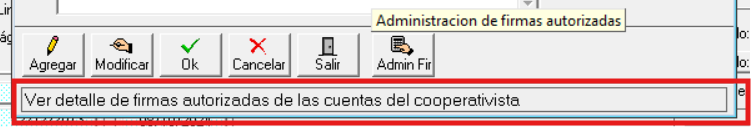 Administracion de firmas autorizadas
Agregar Modificar Ok Cancelar Salir Admin Fir
Ver detalle de firmas autorizadas de las cuentas del cooperativista